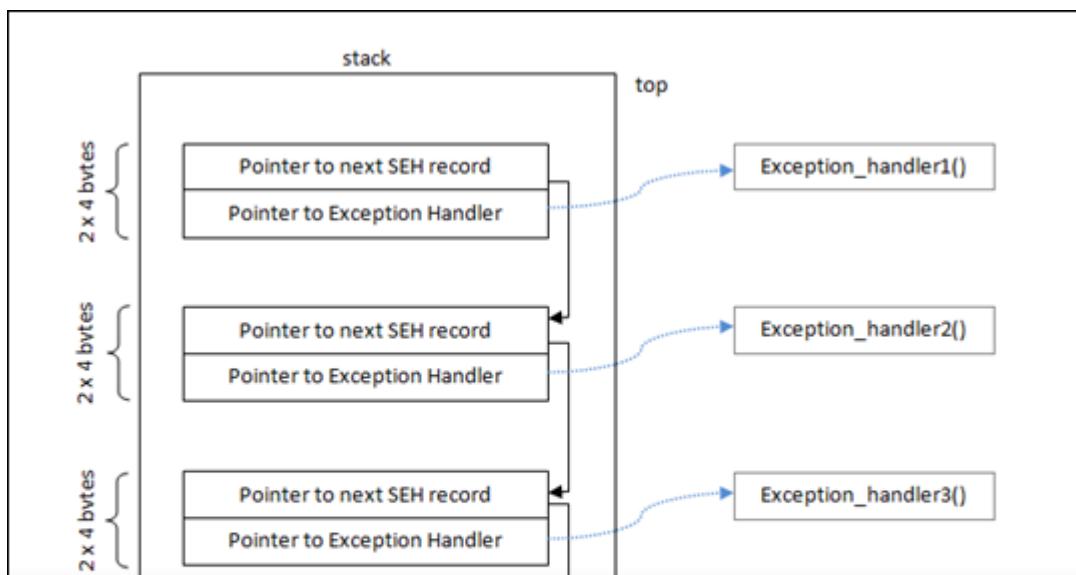 stack
top
2 x 4 bytes
Pointer to next SEH record
Pointer to Exception Handler
Exception_handler1()
2 x 4 bytes
Pointer to next SEH record
Pointer to Exception Handler
Exception_handler2()
2 x 4 bytes
Pointer to next SEH record
Pointer to Exception Handler
Exception_handler3()